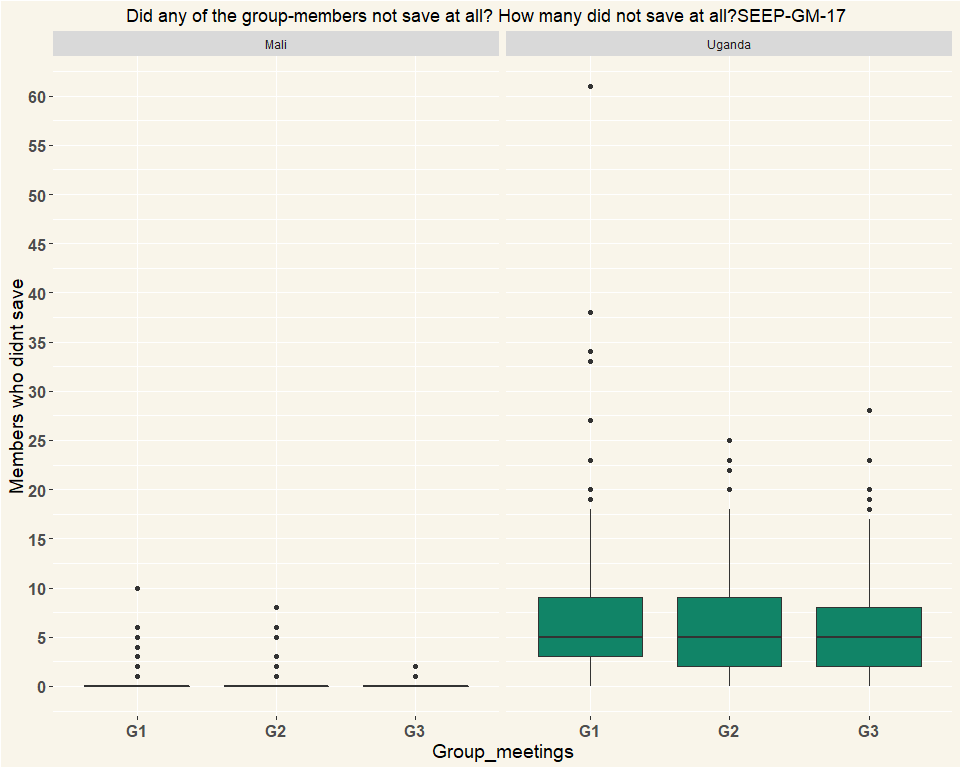 Did any of the group-members not save at all? How many did not save at all?SEEP-GM-17
Mali
Uganda
Members who didnt save
60
55
50
45
40
35
30
25
20
15
10
5
0
G1
G2
G3
G1
G2
G3
Group_meetings